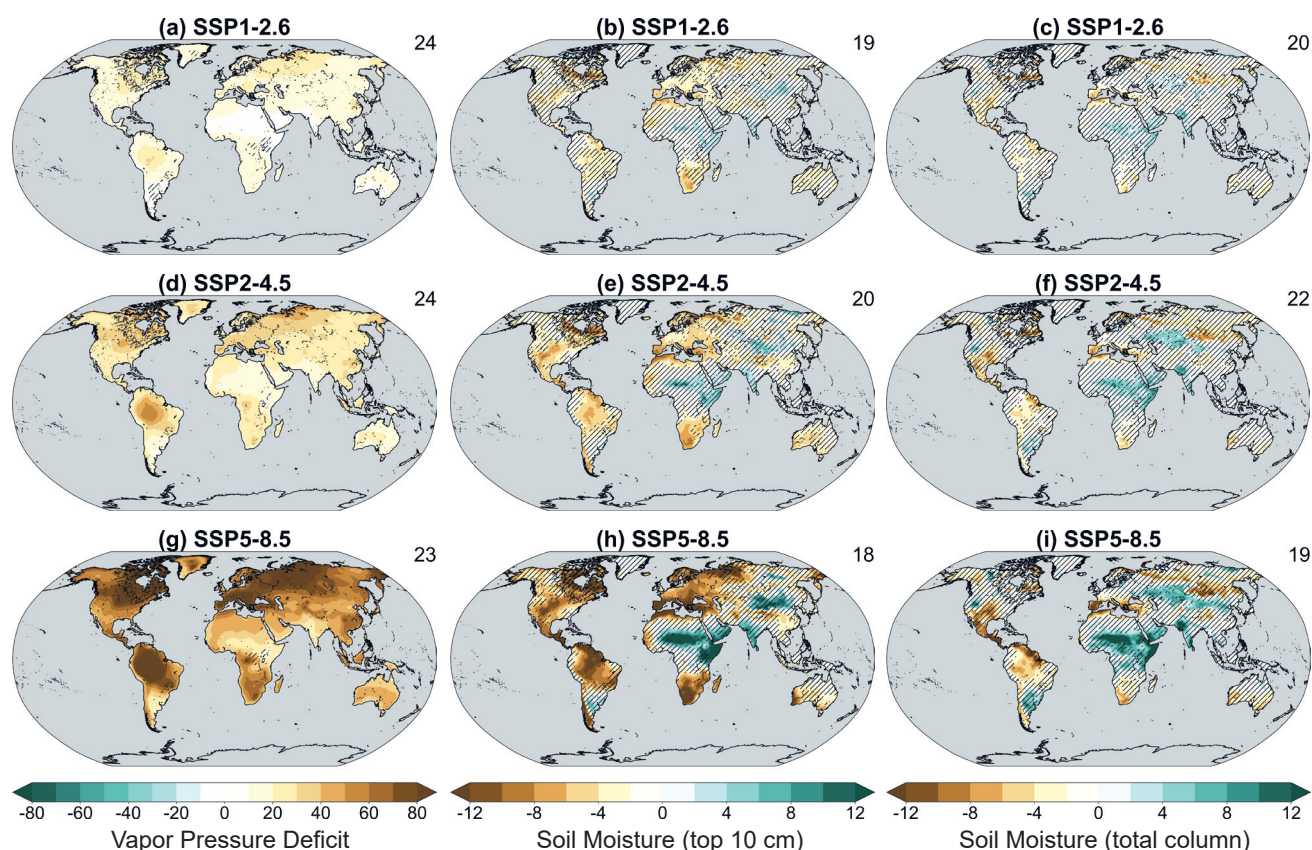 (a) SSP1-2.6
24
(b) SSP1-2.6
19
(c) SSP1-2.6
20
(d) SSP2-4.5
24
(e) SSP2-4.5
20
(f) SSP2-4.5
22
(g) SSP5-8.5
23
(h) SSP5-8.5
18
(i) SSP5-8.5
19
-80 -60 -40 -20 0 20 40 60 80
Vapor Pressure Deficit
-12 -8 -4 0 4 8 12
Soil Moisture (top 10 cm)
-12 -8 -4 0 4 8 12
Soil Moisture (total column)